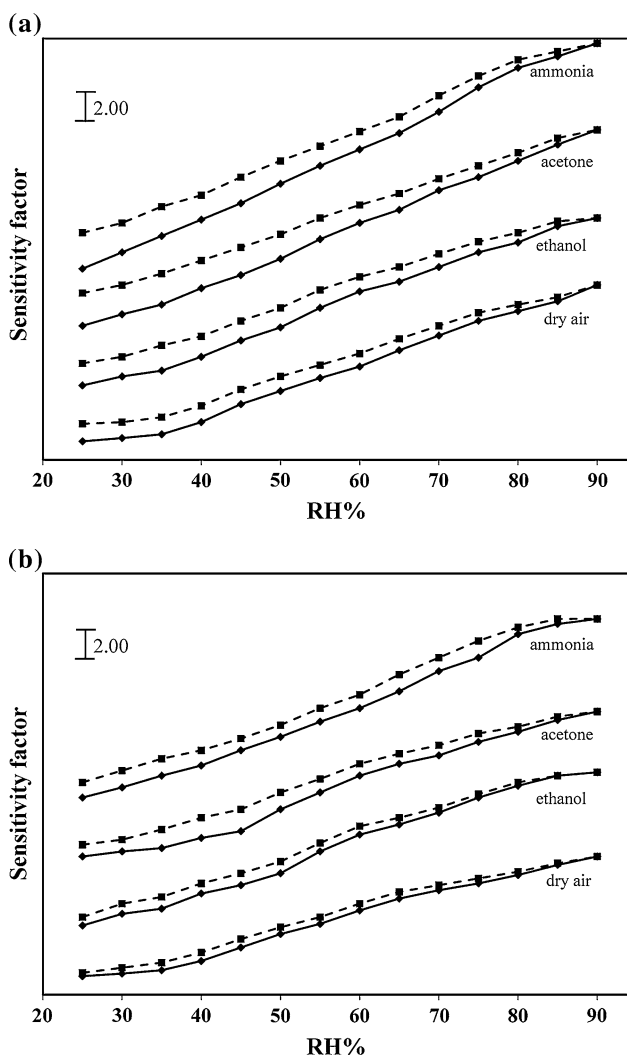 (a)
2.00
ammonia
acetone
ethanol
dry air
Sensitivity factor
20 30 40 50 60 70 80 90
RH%
(b)
2.00
ammonia
acetone
ethanol
dry air
Sensitivity factor
20 30 40 50 60 70 80 90
RH%